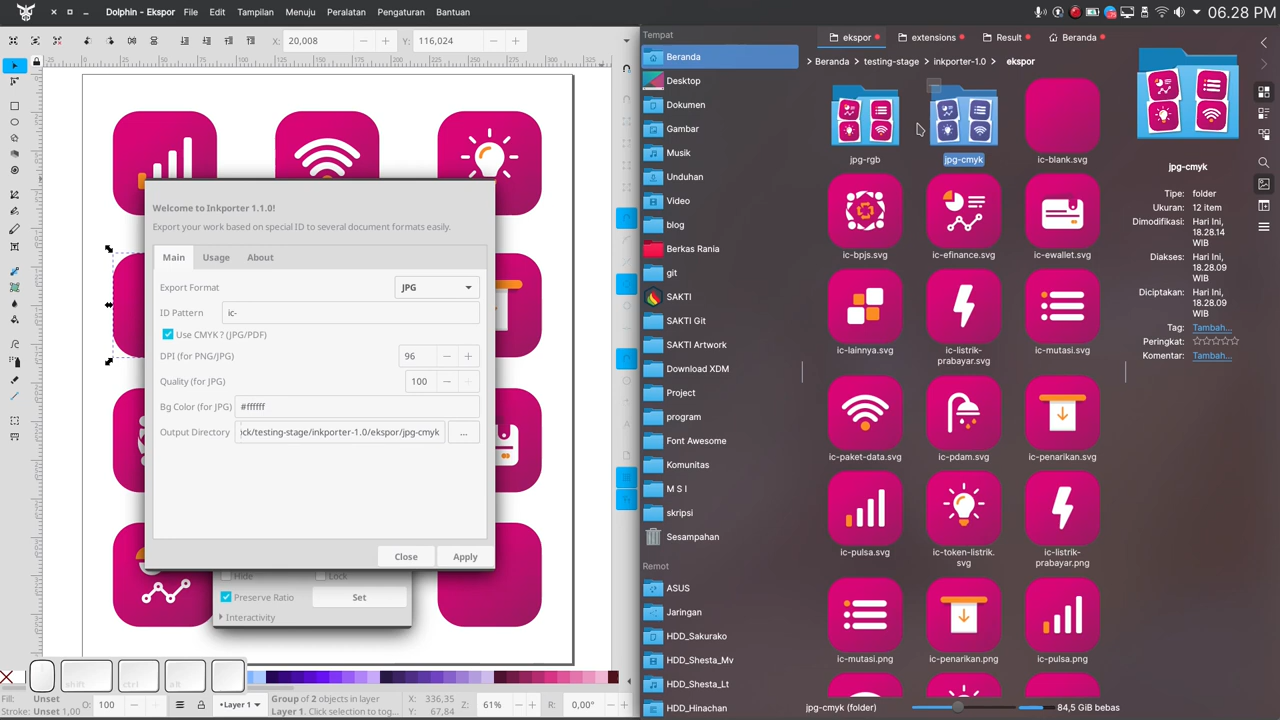 Dolphin - Ekspor File Edit Tampilan Menuju Peralatan Pengaturan Bantuan
06.28 PM
X: 20,008 Y: 116,024
Welcome to Inkporter 1.1.0!
Export your work based on special ID to several document formats easily.
Main Usage About
Export Format JPG
ID Pattern ic-
Use CMYK ? (JPG/PDF)
DPI (for PNG/JPG) 96
Quality (for JPG) 100
Bg Color (for JPG) #ffffff
Output Directory ock/testing-stage/inkporter-1.0/ekspor/jpg-cmyk ...
Close Apply
Hide Lock
Preserve Ratio Set
Interactivity
shift ctrl alt
Fill: Unset
Stroke: Unset 1,00
O: 100
Layer 1
Group of 2 objects in layer
Layer 1. Click selection to tog...
X: 336,35
Y: 67,84
Z: 61%
R: 0,00°
Tempat
Beranda
Desktop
Dokumen
Gambar
Musik
Unduhan
Video
blog
Berkas Rania
git
SAKTI
SAKTI Git
SAKTI Artwork
Download XDM
Project
program
Font Awesome
Komunitas
M S I
skripsi
Sesampahan
Remot
ASUS
Jaringan
HDD_Sakurako
HDD_Shesta_Mv
HDD_Shesta_Lt
HDD_Hinachan
ekspor extensions Result Beranda
> Beranda > testing-stage > inkporter-1.0 > ekspor
jpg-rgb jpg-cmyk ic-blank.svg
ic-bpjs.svg ic-efinance.svg ic-ewallet.svg
ic-lainnya.svg ic-listrik-prabayar.svg ic-mutasi.svg
ic-paket-data.svg ic-pdam.svg ic-penarikan.svg
ic-pulsa.svg ic-token-listrik.svg ic-listrik-prabayar.png
ic-mutasi.png ic-penarikan.png ic-pulsa.png
jpg-cmyk (folder) 84,5 GiB bebas
jpg-cmyk
Tipe: folder
Ukuran: 12 item
Dimodifikasi: Hari Ini, 18.28.14 WIB
Diakses: Hari Ini, 18.28.09 WIB
Diciptakan: Hari Ini, 18.28.09 WIB
Tag: Tambah...
Peringkat:
Komentar: Tambah...